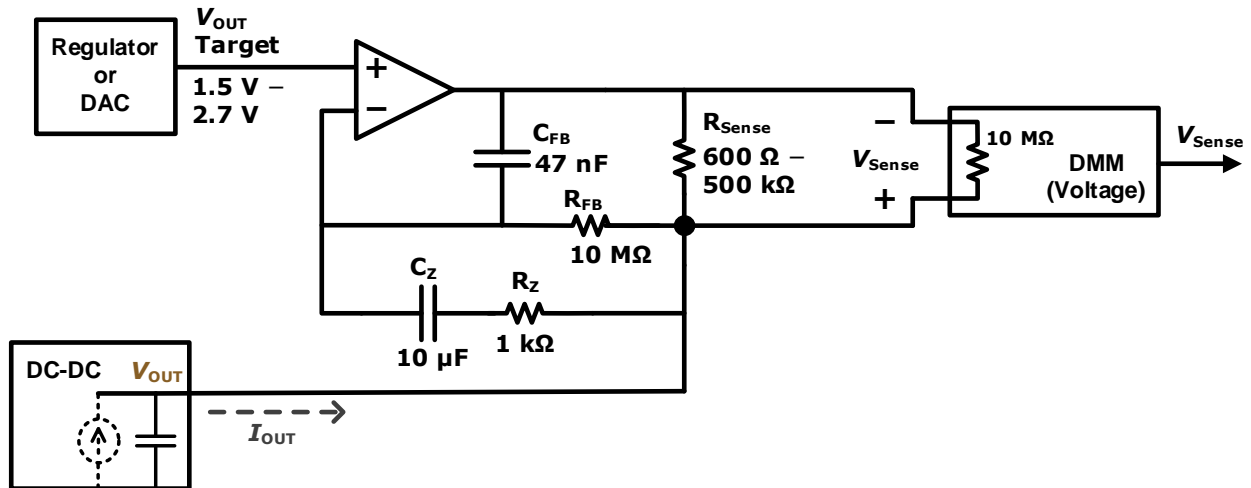 Regulator
or
DAC
VOUT
Target
1.5 V –
2.7 V
+
–
CFB
47 nF
RSense
600 Ω –
500 kΩ
RFB
10 MΩ
–
VSense
+
10 MΩ
DMM
(Voltage)
VSense
CZ
10 µF
RZ
1 kΩ
DC-DC VOUT
IOUT